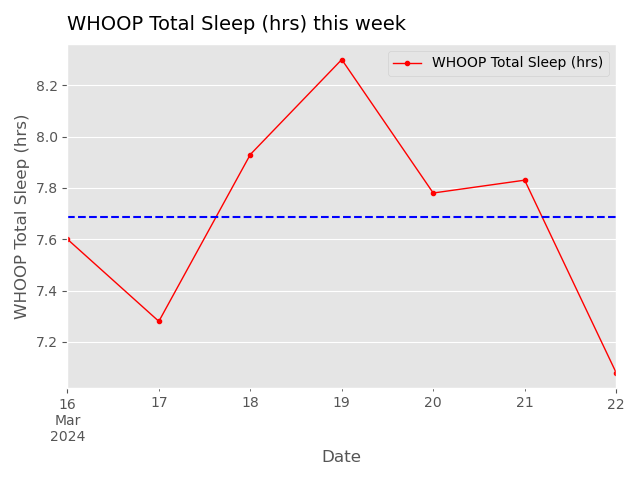 WHOOP Total Sleep (hrs) this week
WHOOP Total Sleep (hrs)
WHOOP Total Sleep (hrs)
8.2
8.0
7.8
7.6
7.4
7.2
16 17 18 19 20 21 22
Mar
2024
Date